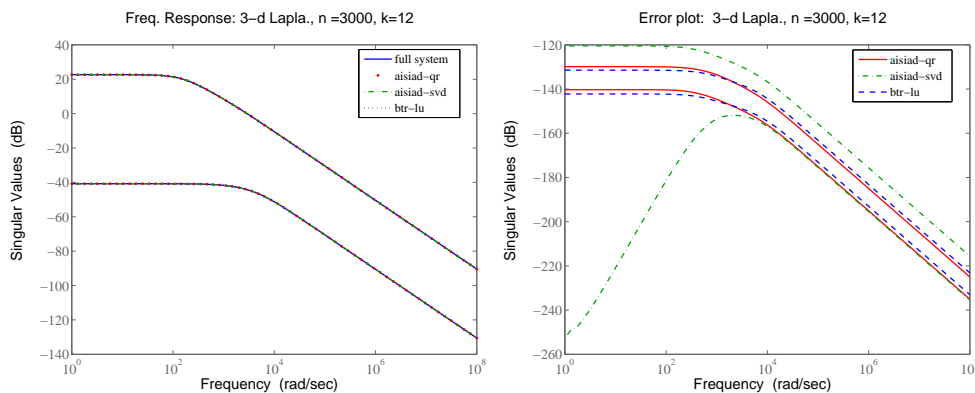 Freq. Response: 3-d Lapla., n =3000, k=12
full system
aisiad-qr
aisiad-svd
btr-lu
Singular Values (dB)
40
20
0
-20
-40
-60
-80
-100
-120
-140
10^0
10^2
10^4
10^6
10^8
Frequency (rad/sec)
Error plot: 3-d Lapla., n =3000, k=12
aisiad-qr
aisiad-svd
btr-lu
Singular Values (dB)
-120
-140
-160
-180
-200
-220
-240
-260
10^0
10^2
10^4
10^6
10
Frequency (rad/sec)